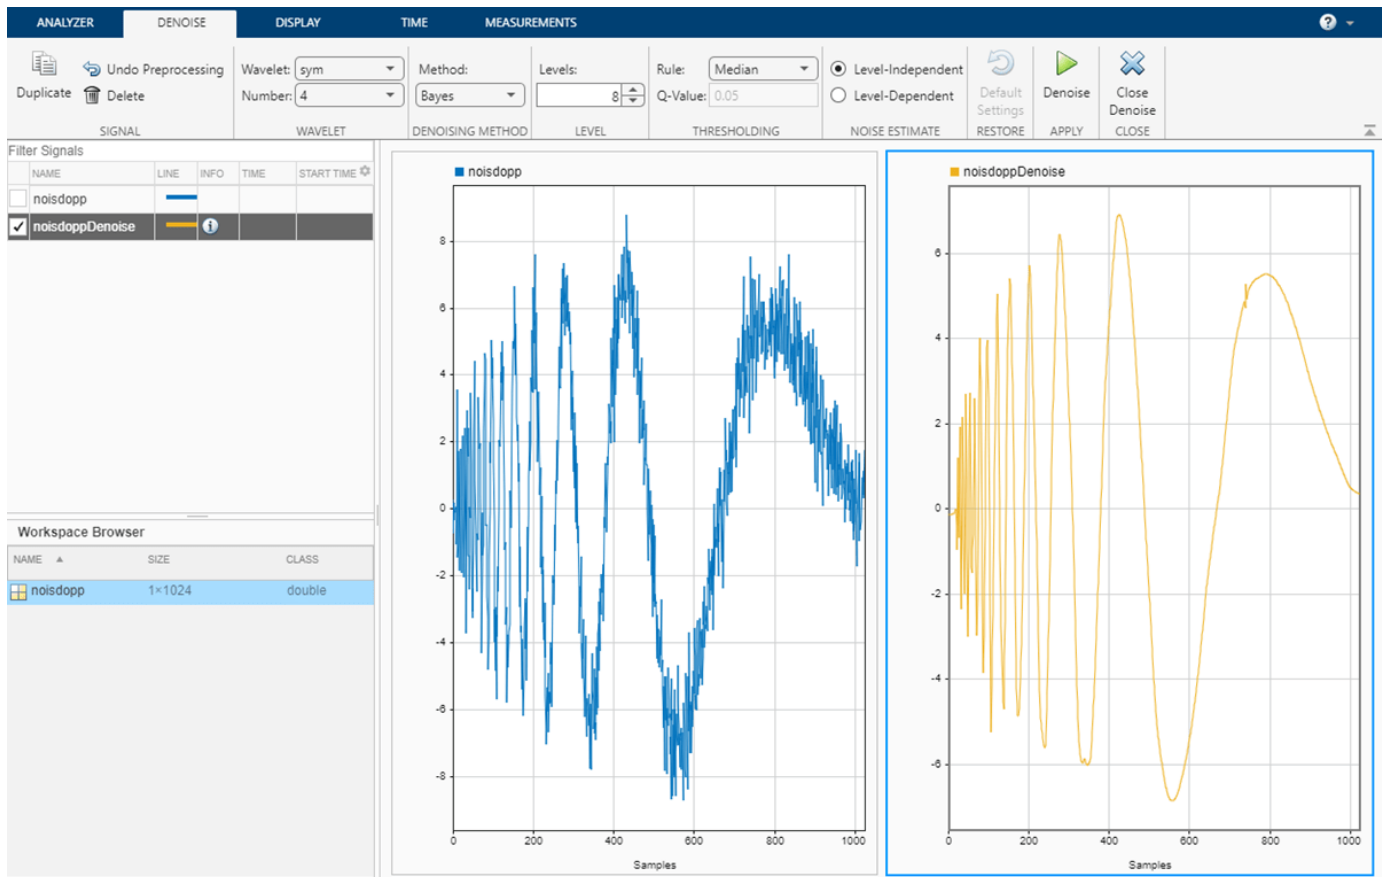 ANALYZER DENOISE DISPLAY TIME MEASUREMENTS ?
Undo Preprocessing Wavelet: sym Method: Levels: Rule: Median Level-Independent
Duplicate Delete Number: 4 Bayes 8 Q-Value: 0.05 Level-Dependent Default Settings Denoise Close Denoise
SIGNAL WAVELET DENOISING METHOD LEVEL THRESHOLDING NOISE ESTIMATE RESTORE APPLY CLOSE
Filter Signals
NAME LINE INFO TIME START TIME
noisdopp
noisdoppDenoise i
Workspace Browser
NAME SIZE CLASS
noisdopp 1×1024 double
noisdopp
8
6
4
2
0
-2
-4
-6
-8
0 200 400 600 800 1000
Samples
noisdoppDenoise
6
4
2
0
-2
-4
-6
0 200 400 600 800 1000
Samples